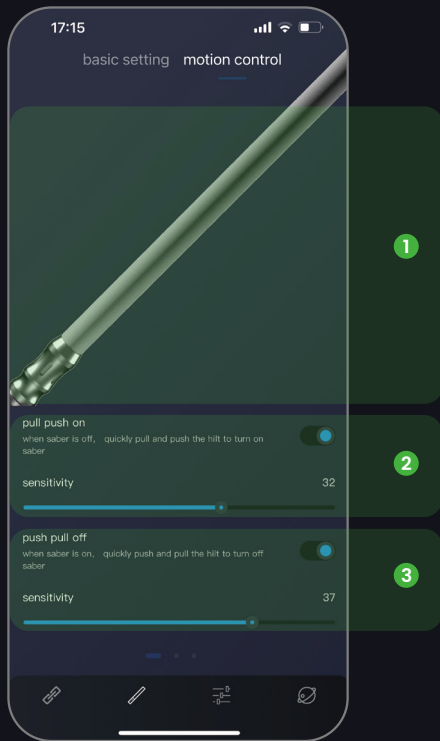 17:15
basic setting motion control
1
pull push on
when saber is off, quickly pull and push the hilt to turn on
saber
2
sensitivity 32
push pull off
when saber is on, quickly push and pull the hilt to turn off
saber
3
sensitivity 37